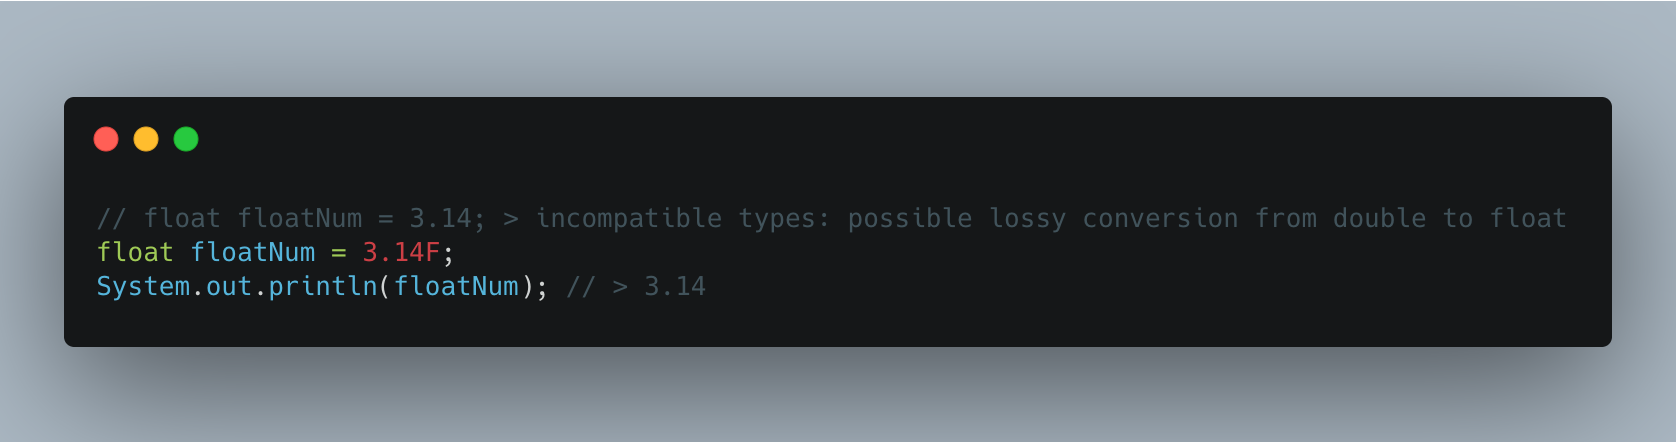 // float floatNum = 3.14; > incompatible types: possible lossy conversion from double to float
float floatNum = 3.14F;
System.out.println(floatNum); // > 3.14